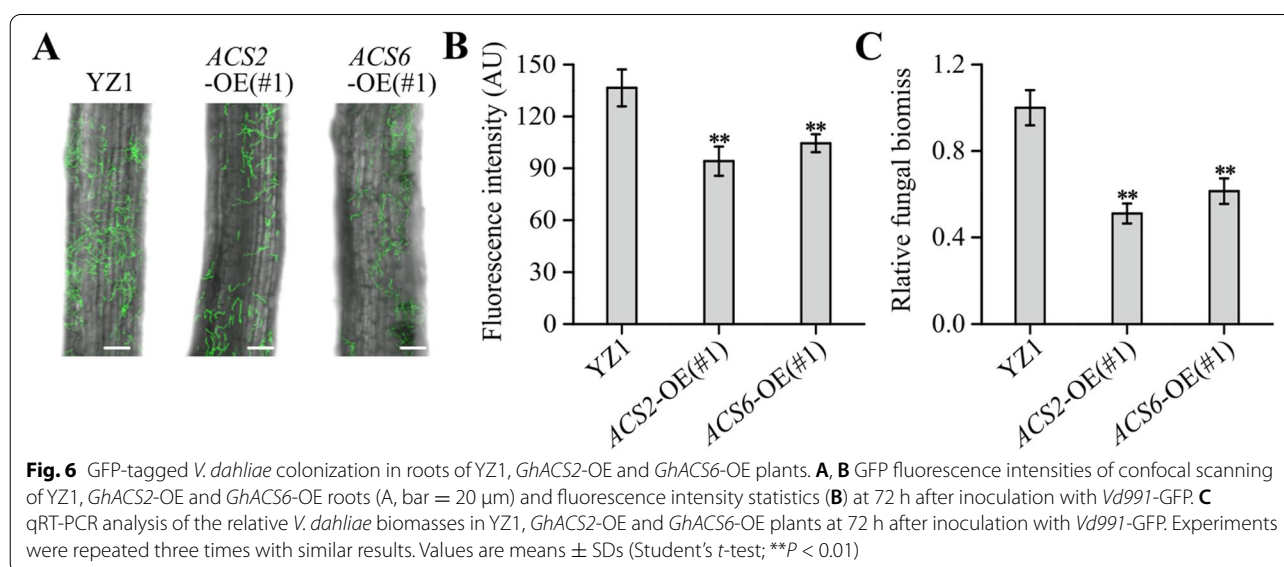 A
YZ1
ACS2
-OE(#1)
ACS6
-OE(#1)
B
Fluorescence intensity (AU)
150
120
90
60
30
0
**
**
YZ1
ACS2-OE(#1)
ACS6-OE(#1)
C
Rlative fungal biomiss
1.2
0.8
0.4
0.0
**
**
YZ1
ACS2-OE(#1)
ACS6-OE(#1)
Fig. 6 GFP-tagged V. dahliae colonization in roots of YZ1, GhACS2-OE and GhACS6-OE plants. A, B GFP fluorescence intensities of confocal scanning
of YZ1, GhACS2-OE and GhACS6-OE roots (A, bar = 20 μm) and fluorescence intensity statistics (B) at 72 h after inoculation with Vd991-GFP. C
qRT-PCR analysis of the relative V. dahliae biomasses in YZ1, GhACS2-OE and GhACS6-OE plants at 72 h after inoculation with Vd991-GFP. Experiments
were repeated three times with similar results. Values are means ± SDs (Student's t-test; **P < 0.01)